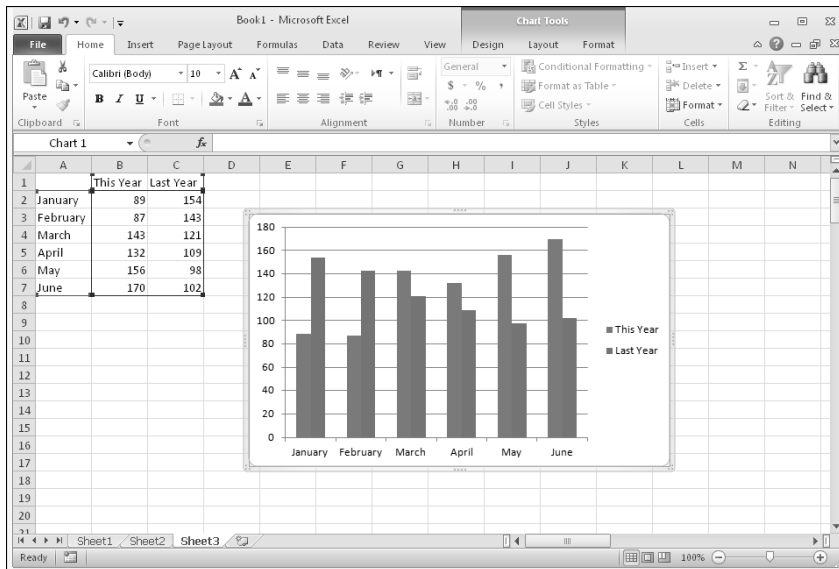 Book1 - Microsoft Excel
Chart Tools
File Home Insert Page Layout Formulas Data Review View Design Layout Format
Paste
Calibri (Body) 10
B I U
General
$ % ,
Conditional Formatting
Format as Table
Cell Styles
Insert
Delete
Format
Sort & Filter
Find & Select
Clipboard Font Alignment Number Styles Cells Editing
Chart 1 fx
A B C D E F G H I J K L M N
1 This Year Last Year
2 January 89 154
3 February 87 143
4 March 143 121
5 April 132 109
6 May 156 98
7 June 170 102
8
9
10
11
12
13
14
15
16
17
18
19
20
21
180
160
140
120
100
80
60
40
20
0
January February March April May June
This Year
Last Year
Sheet1 Sheet2 Sheet3
Ready 100%